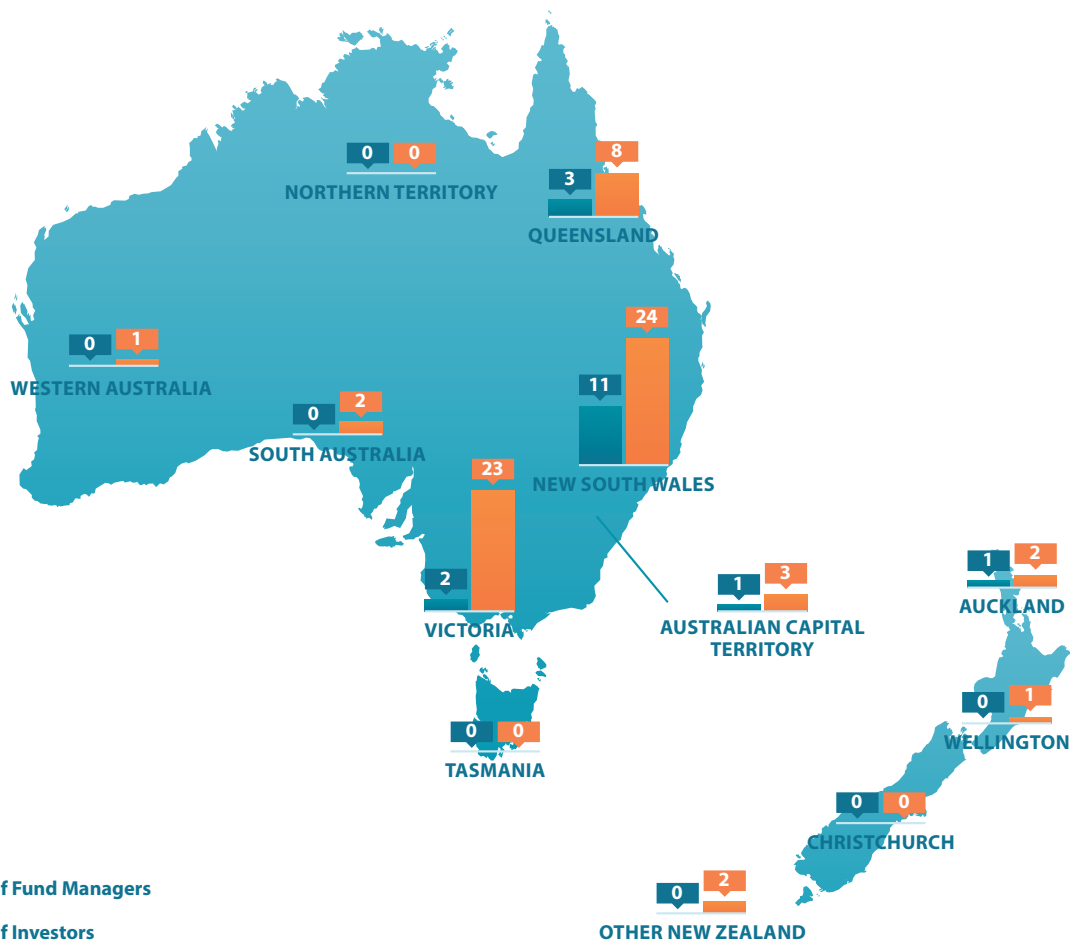 0 0
NORTHERN TERRITORY
3 8
QUEENSLAND
0 1
WESTERN AUSTRALIA
0 2
SOUTH AUSTRALIA
11 24
NEW SOUTH WALES
2 23
VICTORIA
1 3
AUSTRALIAN CAPITAL
TERRITORY
0 0
TASMANIA
1 2
AUCKLAND
0 1
WELLINGTON
0 0
CHRISTCHURCH
0 2
OTHER NEW ZEALAND
f Fund Managers
f Investors